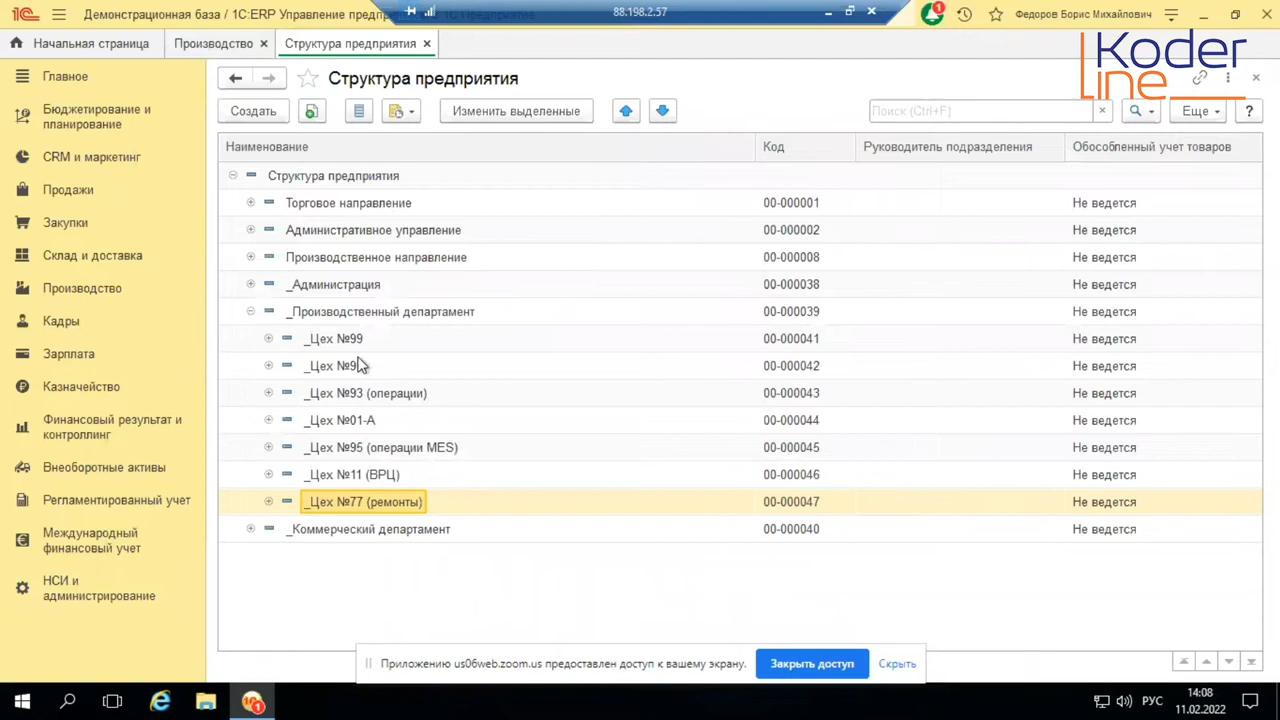 Демонстрационная база / 1С:ERP Управление пред
88.198.2.57
1
Федоров Борис Михайлович
Начальная страница
Производство
Структура предприятия
Koder
Line
Главное
Бюджетирование и
планирование
CRM и маркетинг
Продажи
Закупки
Склад и доставка
Производство
Кадры
Зарплата
Казначейство
Финансовый результат и
контроллинг
Внеоборотные активы
Регламентированный учет
Международный
финансовый учет
НСИ и
администрирование
Структура предприятия
Создать
Изменить выделенные
Поиск (Ctrl+F)
Еще
?
Наименование Код Руководитель подразделения Обособленный учет товаров
Структура предприятия
Торговое направление 00-000001 Не ведется
Административное управление 00-000002 Не ведется
Производственное направление 00-000008 Не ведется
_Администрация 00-000038 Не ведется
_Производственный департамент 00-000039 Не ведется
_Цех №99 00-000041 Не ведется
_Цех №9 00-000042 Не ведется
_Цех №93 (операции) 00-000043 Не ведется
_Цех №01-А 00-000044 Не ведется
_Цех №95 (операции MES) 00-000045 Не ведется
_Цех №11 (ВРЦ) 00-000046 Не ведется
_Цех №77 (ремонты) 00-000047 Не ведется
_Коммерческий департамент 00-000040 Не ведется
Приложению us06web.zoom.us предоставлен доступ к вашему экрану.
Закрыть доступ
Скрыть
1
РУС
14:08
11.02.2022